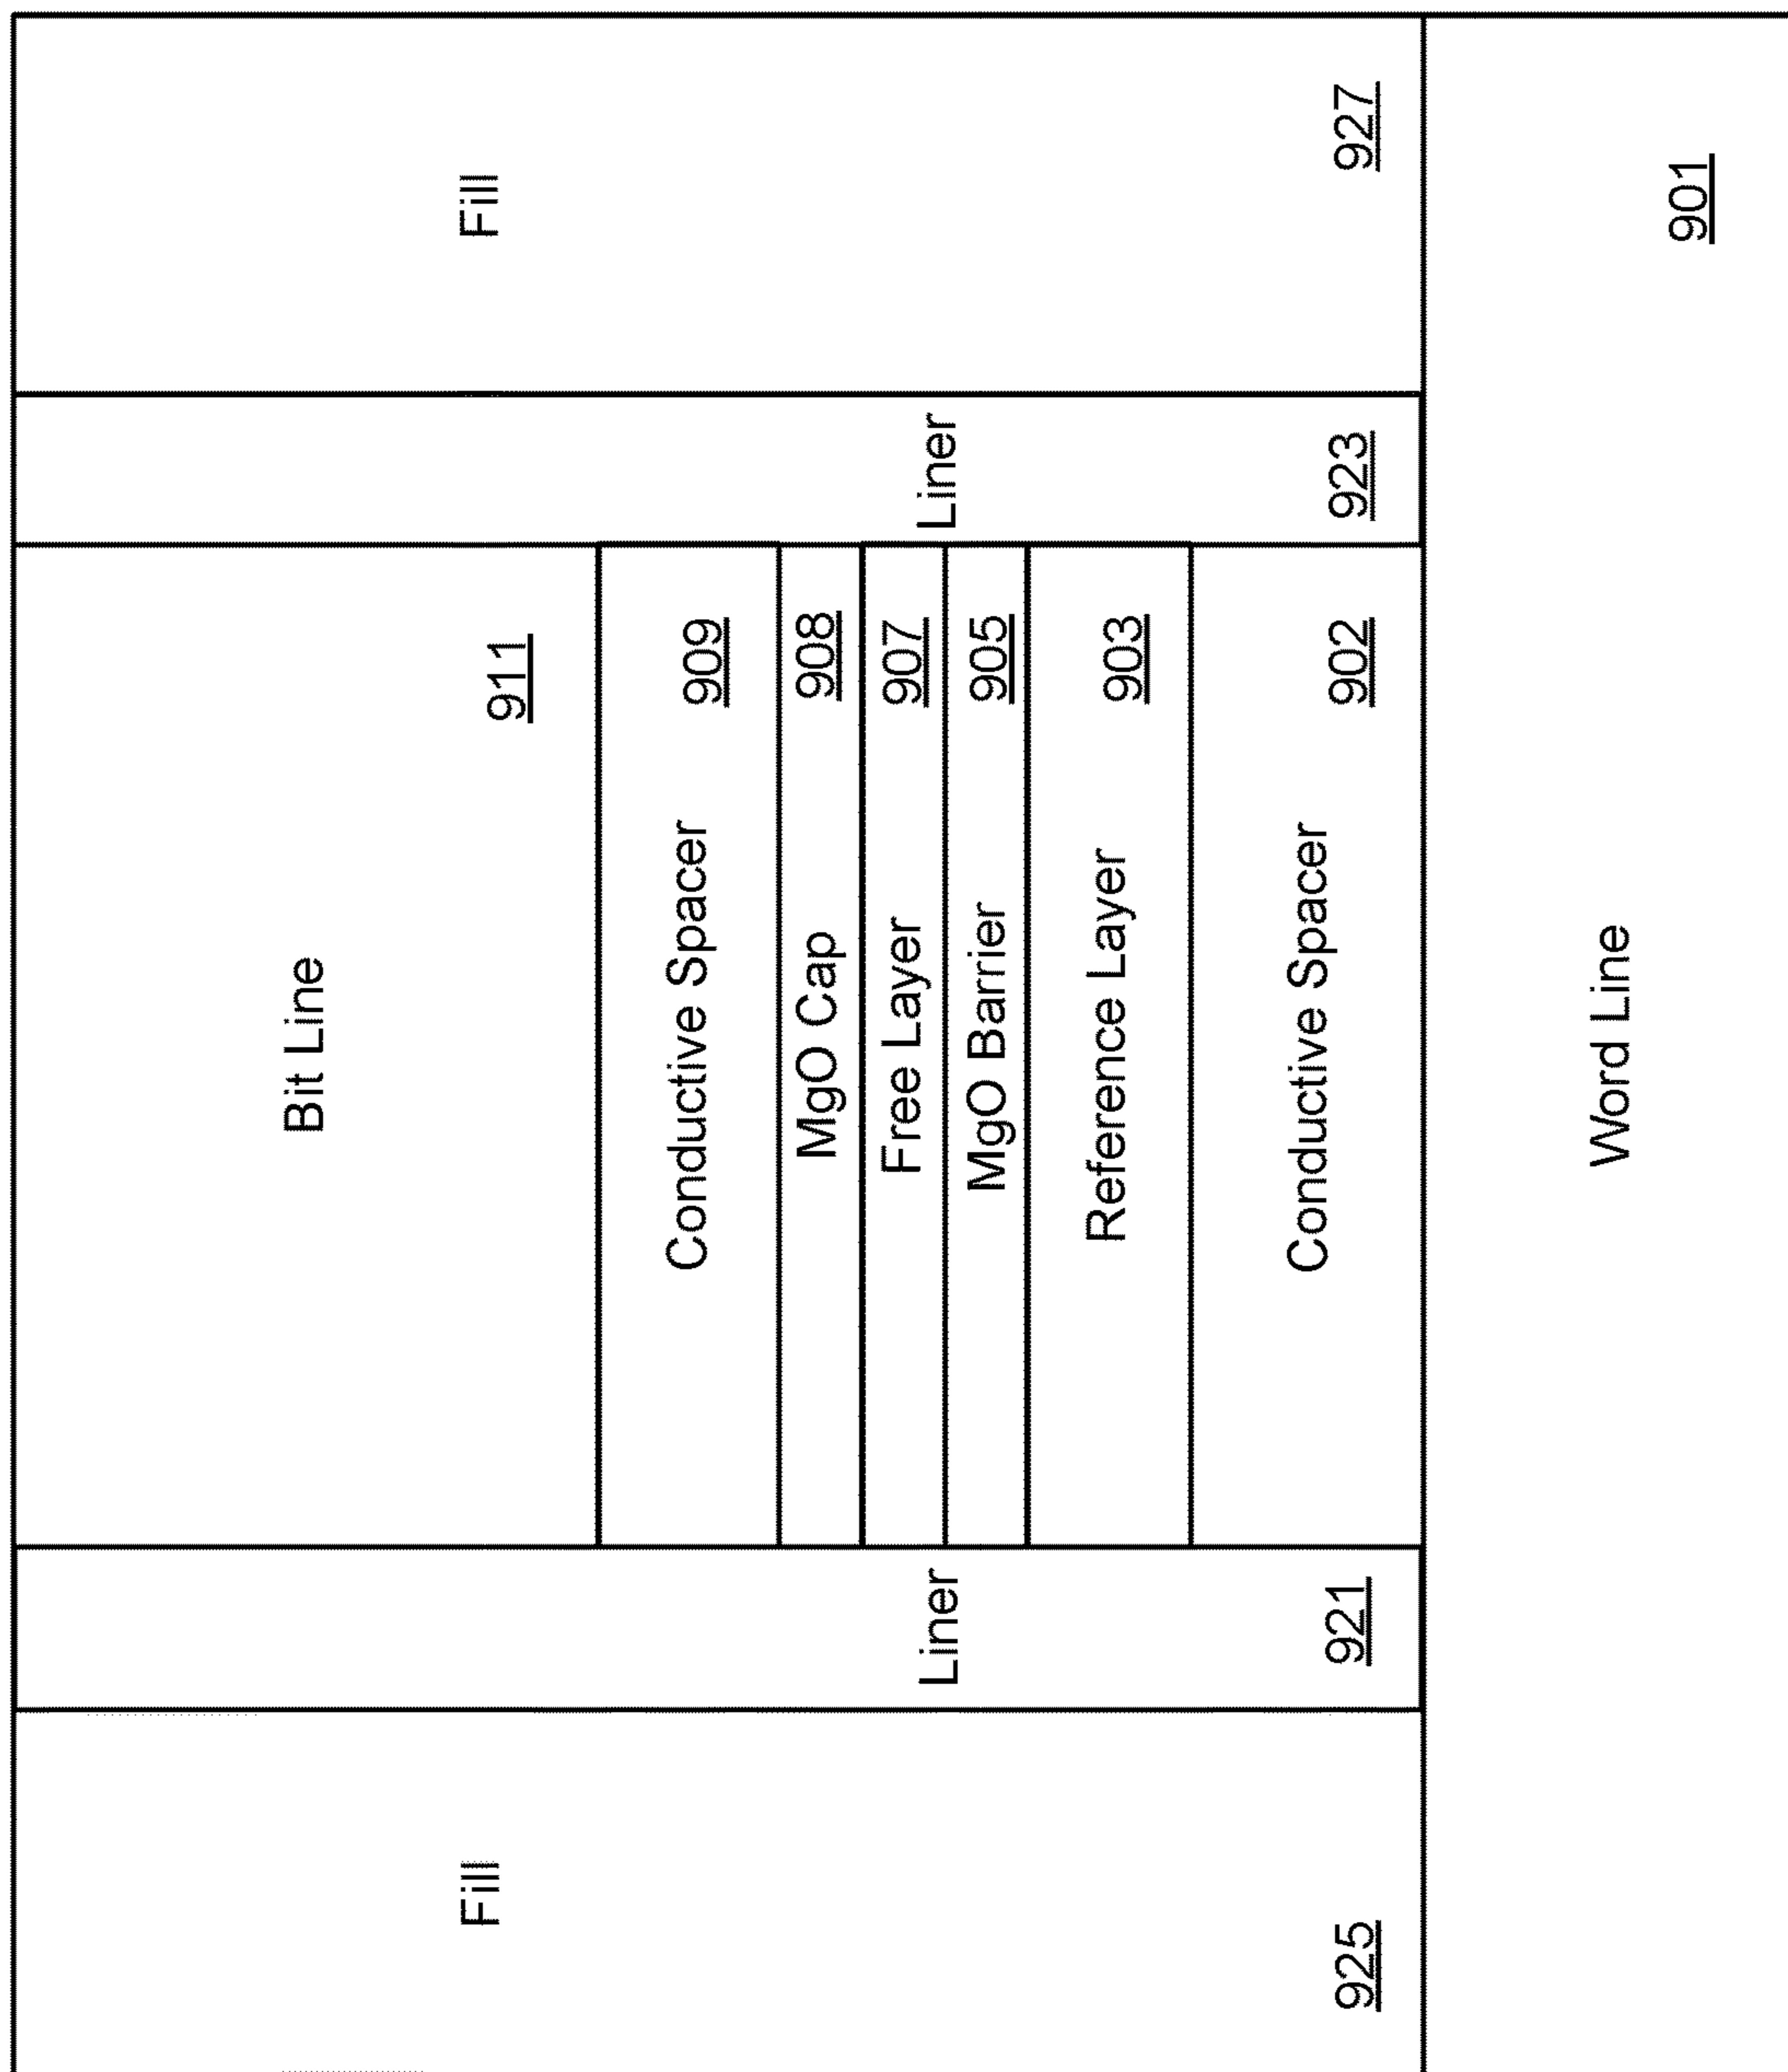 Bit Line
911
Conductive Spacer 909
MgO Cap 908
Free Layer 907
MgO Barrier 905
Reference Layer 903
Conductive Spacer 902
Fill
925
Liner
921
Liner
923
Fill
927
Word Line
901